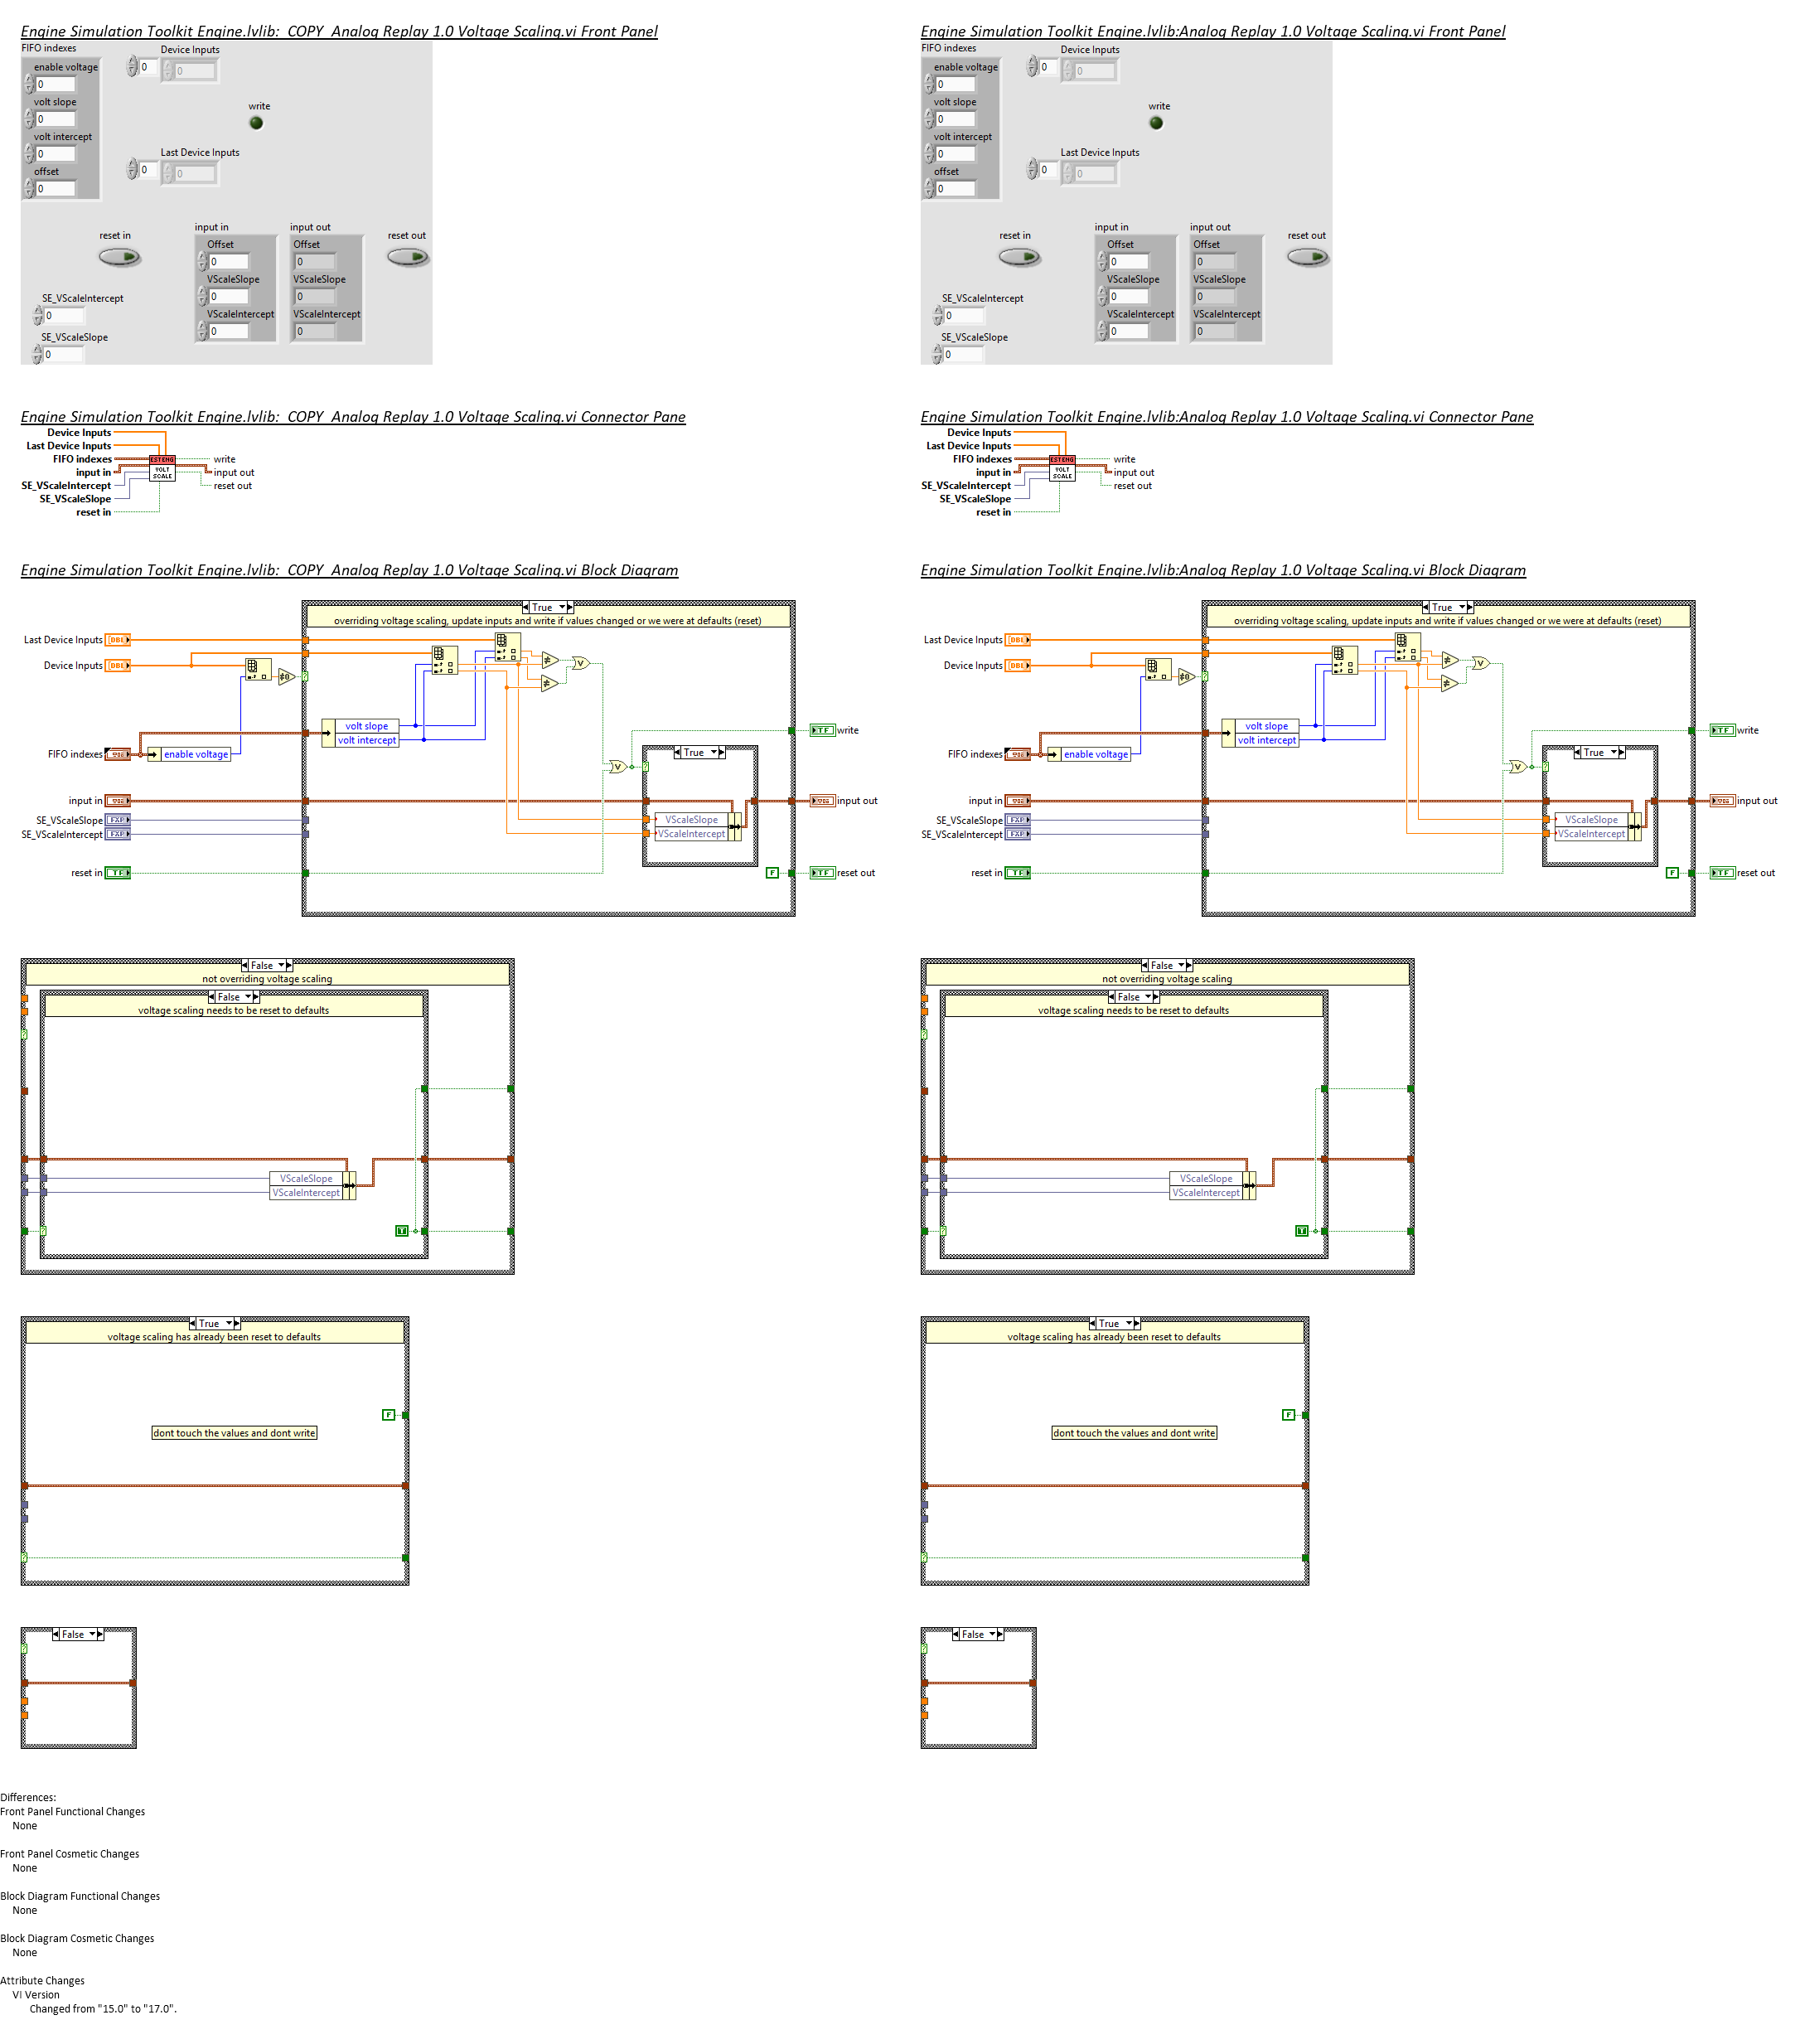 Engine Simulation Toolkit Engine.lvlib:  COPY  Analog Replay 1.0 Voltage Scaling.vi Front Panel
FIFO indexes
enable voltage
0
volt slope
0
volt intercept
0
offset
0
Device Inputs
0
0
write
Last Device Inputs
0
0
reset in
input in
Offset
0
VScaleSlope
0
VScaleIntercept
0
input out
Offset
0
VScaleSlope
0
VScaleIntercept
0
reset out
SE_VScaleIntercept
0
SE_VScaleSlope
0
Engine Simulation Toolkit Engine.lvlib:Analog Replay 1.0 Voltage Scaling.vi Front Panel
FIFO indexes
enable voltage
0
volt slope
0
volt intercept
0
offset
0
Device Inputs
0
0
write
Last Device Inputs
0
0
reset in
input in
Offset
0
VScaleSlope
0
VScaleIntercept
0
input out
Offset
0
VScaleSlope
0
VScaleIntercept
0
reset out
SE_VScaleIntercept
0
SE_VScaleSlope
0
Engine Simulation Toolkit Engine.lvlib:  COPY  Analog Replay 1.0 Voltage Scaling.vi Connector Pane
Device Inputs
Last Device Inputs
FIFO indexes
input in
SE_VScaleIntercept
SE_VScaleSlope
reset in
ESTENG
VOLT
SCALE
write
input out
reset out
Engine Simulation Toolkit Engine.lvlib:Analog Replay 1.0 Voltage Scaling.vi Connector Pane
Device Inputs
Last Device Inputs
FIFO indexes
input in
SE_VScaleIntercept
SE_VScaleSlope
reset in
ESTENG
VOLT
SCALE
write
input out
reset out
Engine Simulation Toolkit Engine.lvlib:  COPY  Analog Replay 1.0 Voltage Scaling.vi Block Diagram
True
overriding voltage scaling, update inputs and write if values changed or we were at defaults (reset)
Last Device Inputs
DBL
Device Inputs
DBL
≠0
volt slope
volt intercept
FIFO indexes
enable voltage
write
TF
True
input in
input out
SE_VScaleSlope
FXP
SE_VScaleIntercept
FXP
VScaleSlope
VScaleIntercept
reset in
TF
F
TF
reset out
Engine Simulation Toolkit Engine.lvlib:Analog Replay 1.0 Voltage Scaling.vi Block Diagram
True
overriding voltage scaling, update inputs and write if values changed or we were at defaults (reset)
Last Device Inputs
DBL
Device Inputs
DBL
≠0
volt slope
volt intercept
FIFO indexes
enable voltage
write
TF
True
input in
input out
SE_VScaleSlope
FXP
SE_VScaleIntercept
FXP
VScaleSlope
VScaleIntercept
reset in
TF
F
TF
reset out
False
not overriding voltage scaling
False
voltage scaling needs to be reset to defaults
VScaleSlope
VScaleIntercept
T
False
not overriding voltage scaling
False
voltage scaling needs to be reset to defaults
VScaleSlope
VScaleIntercept
T
True
voltage scaling has already been reset to defaults
F
dont touch the values and dont write
True
voltage scaling has already been reset to defaults
F
dont touch the values and dont write
False
False
Differences:
Front Panel Functional Changes
None
Front Panel Cosmetic Changes
None
Block Diagram Functional Changes
None
Block Diagram Cosmetic Changes
None
Attribute Changes
VI Version
Changed from "15.0" to "17.0".